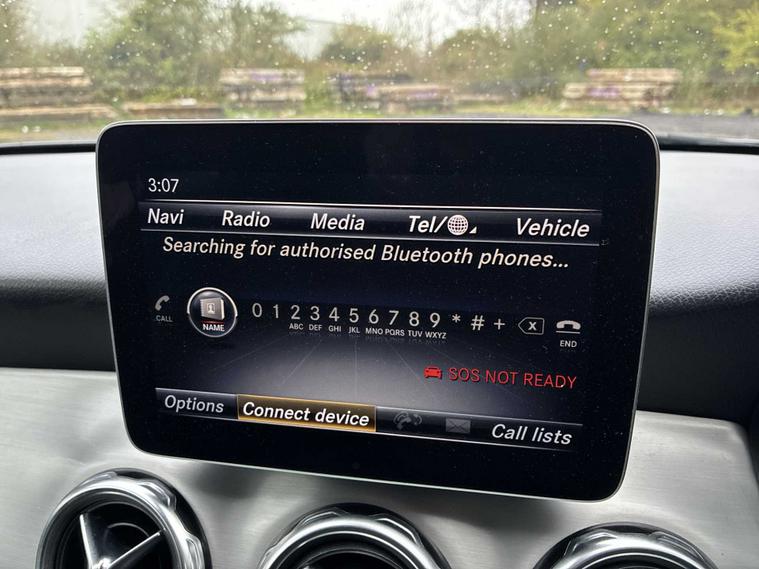 3:07
Navi Radio Media Tel/ Vehicle
Searching for authorised Bluetooth phones...
CALL NAME 0 1 2 3 4 5 6 7 8 9 * # + X END
ABC DEF GHI JKL MNO PQRS TUV WXYZ
SOS NOT READY
Options Connect device Call lists